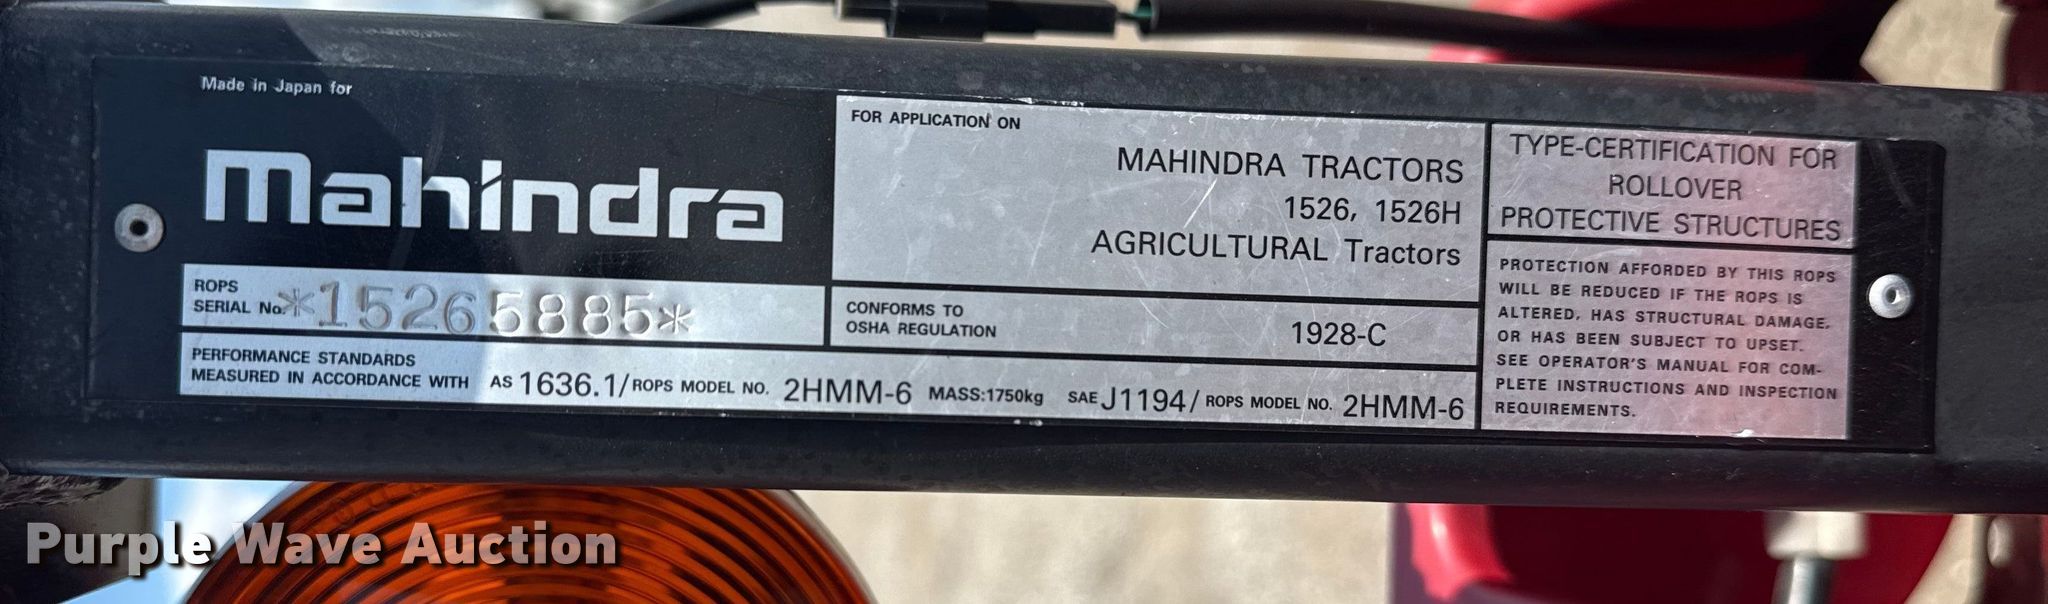 Made in Japan for
mahindra
ROPS
SERIAL No.*15265885*
FOR APPLICATION ON
MAHINDRA TRACTORS
1526, 1526H
AGRICULTURAL Tractors
CONFORMS TO
OSHA REGULATION
1928-C
PERFORMANCE STANDARDS
MEASURED IN ACCORDANCE WITH AS 1636.1/ROPS MODEL NO. 2HMM-6 MASS:1750kg SAE J1194/ROPS MODEL NO. 2HMM-6
TYPE-CERTIFICATION FOR
ROLLOVER
PROTECTIVE STRUCTURES
PROTECTION AFFORDED BY THIS ROPS
WILL BE REDUCED IF THE ROPS IS
ALTERED, HAS STRUCTURAL DAMAGE,
OR HAS BEEN SUBJECT TO UPSET.
SEE OPERATOR'S MANUAL FOR COM-
PLETE INSTRUCTIONS AND INSPECTION
REQUIREMENTS.
Purple Wave Auction